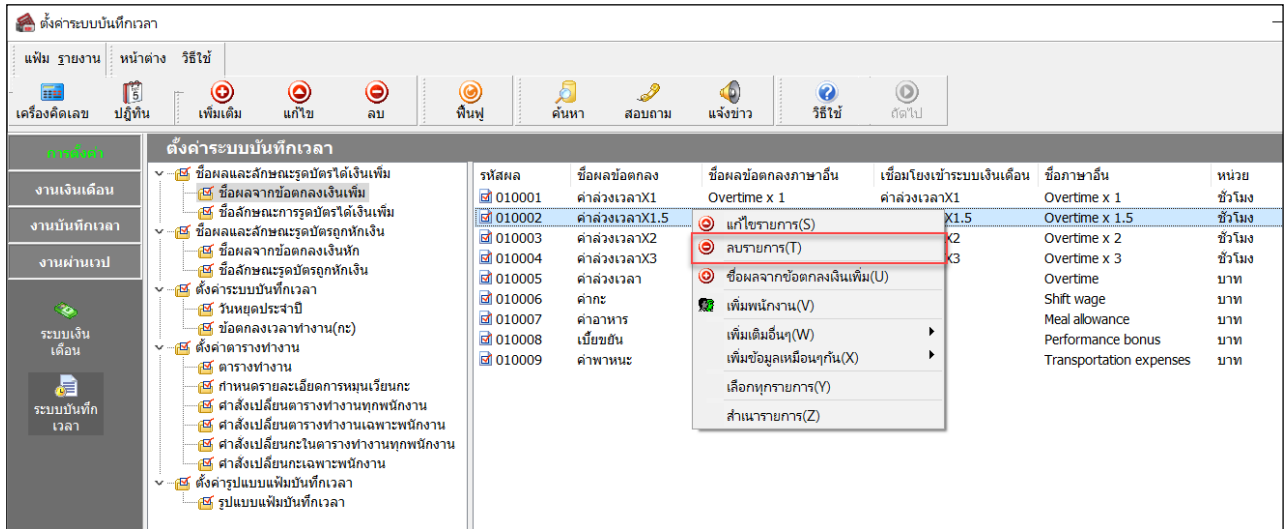 ตั้งค่าระบบบันทึกเวลา
แฟ้ม รายงาน หน้าต่าง วิธีใช้
เครื่องคิดเลข ปฏิทิน เพิ่มเติม แก้ไข ลบ ฟื้นฟู ค้นหา สอบถาม แจ้งข่าว วิธีใช้ ถัดไป
การตั้งค่า
งานเงินเดือน
งานบันทึกเวลา
งานผ่านเวป
ระบบเงิน
เดือน
ระบบบันทึก
เวลา
ตั้งค่าระบบบันทึกเวลา
ชื่อผลและลักษณะรูดบัตรได้เงินเพิ่ม
ชื่อผลจากข้อตกลงเงินเพิ่ม
ชื่อลักษณะการรูดบัตรได้เงินเพิ่ม
ชื่อผลและลักษณะรูดบัตรถูกหักเงิน
ชื่อผลจากข้อตกลงเงินหัก
ชื่อลักษณะรูดบัตรถูกหักเงิน
ตั้งค่าระบบบันทึกเวลา
วันหยุดประจำปี
ข้อตกลงเวลาทำงาน(กะ)
ตั้งค่าตารางทำงาน
ตารางทำงาน
กำหนดรายละเอียดการหมุนเวียนกะ
คำสั่งเปลี่ยนตารางทำงานทุกพนักงาน
คำสั่งเปลี่ยนตารางทำงานเฉพาะพนักงาน
คำสั่งเปลี่ยนกะในตารางทำงานทุกพนักงาน
คำสั่งเปลี่ยนกะเฉพาะพนักงาน
ตั้งค่ารูปแบบแฟ้มบันทึกเวลา
รูปแบบแฟ้มบันทึกเวลา
รหัสผล ชื่อผลข้อตกลง ชื่อผลข้อตกลงภาษาอื่น เชื่อมโยงเข้าระบบเงินเดือน ชื่อภาษาอื่น หน่วย
010001 ค่าล่วงเวลาX1 Overtime x 1 ค่าล่วงเวลาX1 Overtime x 1 ชั่วโมง
010002 ค่าล่วงเวลาX1.5 X1.5 Overtime x 1.5 ชั่วโมง
010003 ค่าล่วงเวลาX2 X2 Overtime x 2 ชั่วโมง
010004 ค่าล่วงเวลาX3 X3 Overtime x 3 ชั่วโมง
010005 ค่าล่วงเวลา Overtime บาท
010006 ค่ากะ Shift wage บาท
010007 ค่าอาหาร Meal allowance บาท
010008 เบี้ยขยัน Performance bonus บาท
010009 ค่าพาหนะ Transportation expenses บาท
แก้ไขรายการ(S)
ลบรายการ(T)
ชื่อผลจากข้อตกลงเงินเพิ่ม(U)
เพิ่มพนักงาน(V)
เพิ่มเติมอื่นๆ(W)
เพิ่มข้อมูลเหมือนๆกัน(X)
เลือกทุกรายการ(Y)
สำเนารายการ(Z)